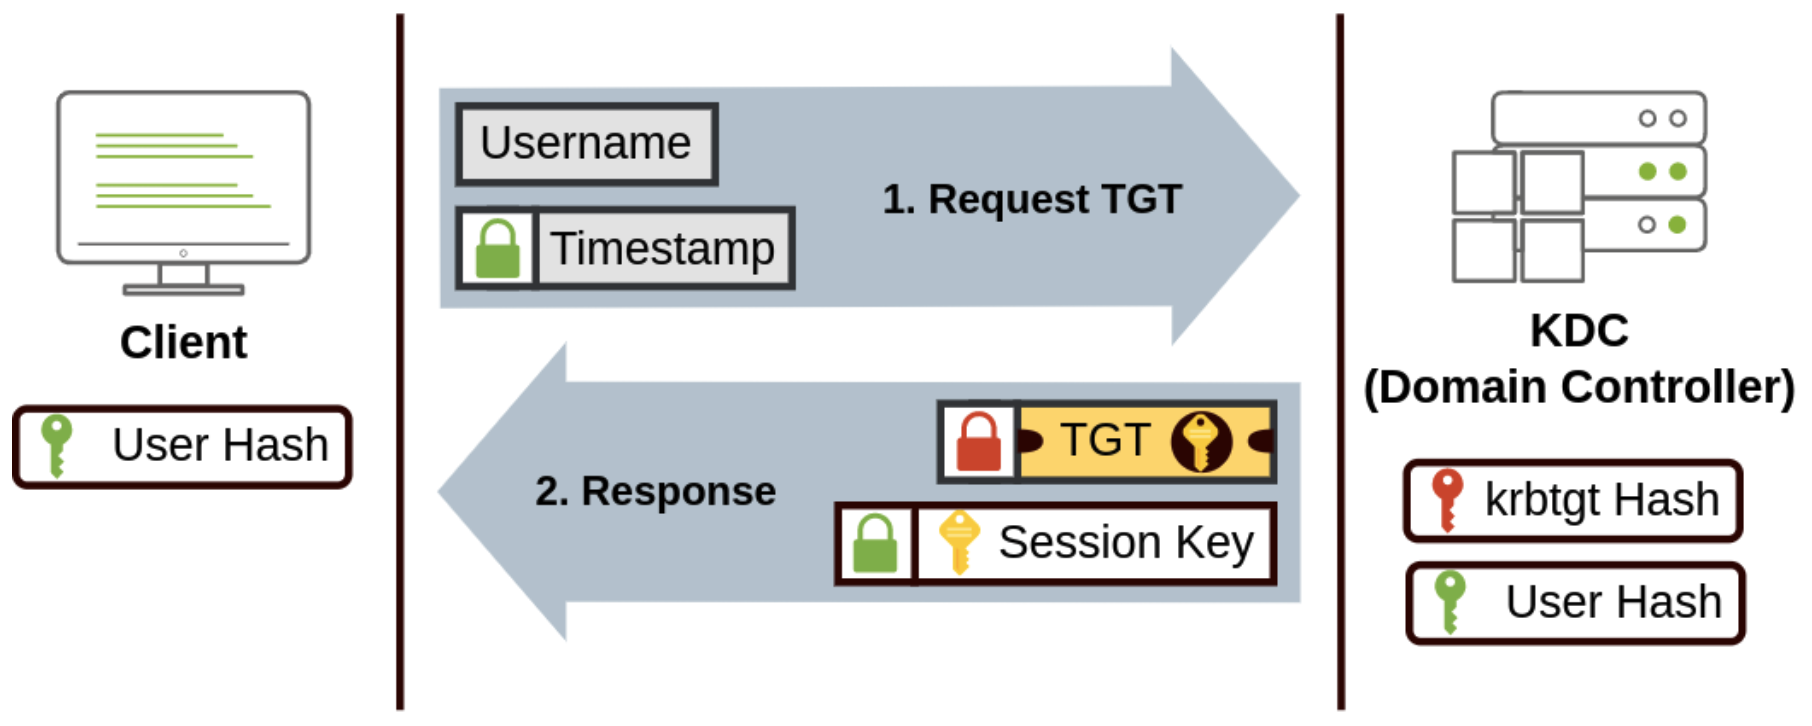 Username
Timestamp
1. Request TGT
Client
User Hash
TGT
2. Response
Session Key
KDC
(Domain Controller)
krbtgt Hash
User Hash